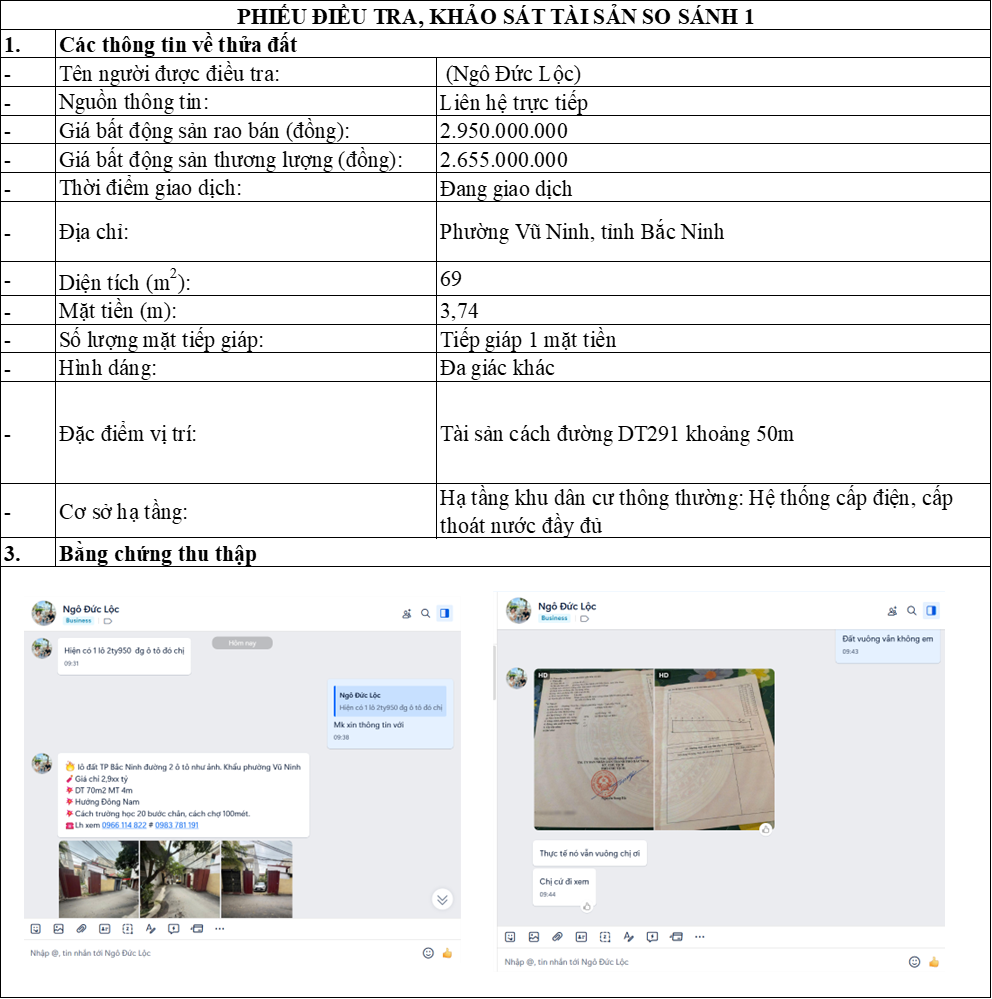 PHIẾU ĐIỀU TRA, KHẢO SÁT TÀI SẢN SO SÁNH 1
1. Các thông tin về thửa đất
- Tên người được điều tra: (Ngô Đức Lộc)
- Nguồn thông tin: Liên hệ trực tiếp
- Giá bất động sản rao bán (đồng): 2.950.000.000
- Giá bất động sản thương lượng (đồng): 2.655.000.000
- Thời điểm giao dịch: Đang giao dịch
- Địa chỉ: Phường Vũ Ninh, tỉnh Bắc Ninh
- Diện tích (m2): 69
- Mặt tiền (m): 3,74
- Số lượng mặt tiếp giáp: Tiếp giáp 1 mặt tiền
- Hình dáng: Đa giác khác
- Đặc điểm vị trí: Tài sản cách đường DT291 khoảng 50m
- Cơ sở hạ tầng: Hạ tầng khu dân cư thông thường: Hệ thống cấp điện, cấp
thoát nước đầy đủ
3. Bằng chứng thu thập
Ngô Đức Lộc
Business
Hôm nay
Hiện có 1 lô 2ty950 đg ô tô đó chị
09:31
Ngô Đức Lộc
Hiện có 1 lô 2ty950 đg ô tô đó chị
Mk xin thông tin với
09:38
lô đất TP Bắc Ninh đường 2 ô tô như ảnh. Khẩu phường Vũ Ninh
Giá chỉ 2,9xx tỷ
DT 70m2 MT 4m
Hướng Đông Nam
Cách trường học 20 bước chân, cách chợ 100mét.
Lh xem 0966 114 822 # 0983 781 191
Nhập @, tin nhắn tới Ngô Đức Lộc
Ngô Đức Lộc
Business
Đất vuông vắn không em
09:43
HD
HD
Thực tế nó vẫn vuông chị ơi
Chị cứ đi xem
09:44
Nhập @, tin nhắn tới Ngô Đức Lộc